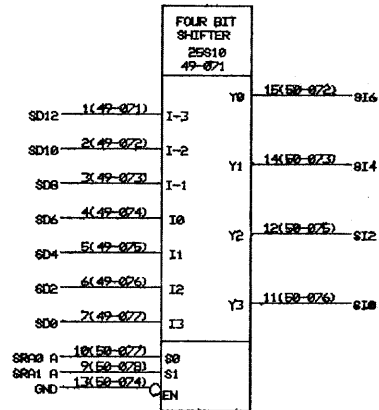 FOUR BIT
SHIFTER
25S10
49-071
Y0 15(50-072) SI6
SD12 1(49-071) I-3
SD10 2(49-072) I-2
Y1 14(50-073) SI4
SD8 3(49-073) I-1
SD6 4(49-074) I0
Y2 12(50-075) SI2
SD4 5(49-075) I1
SD2 6(49-076) I2
Y3 11(50-076) SI0
SD0 7(49-077) I3
SRA0 A 10(50-077) S0
SRA1 A 9(50-078) S1
GND 13(50-074) EN